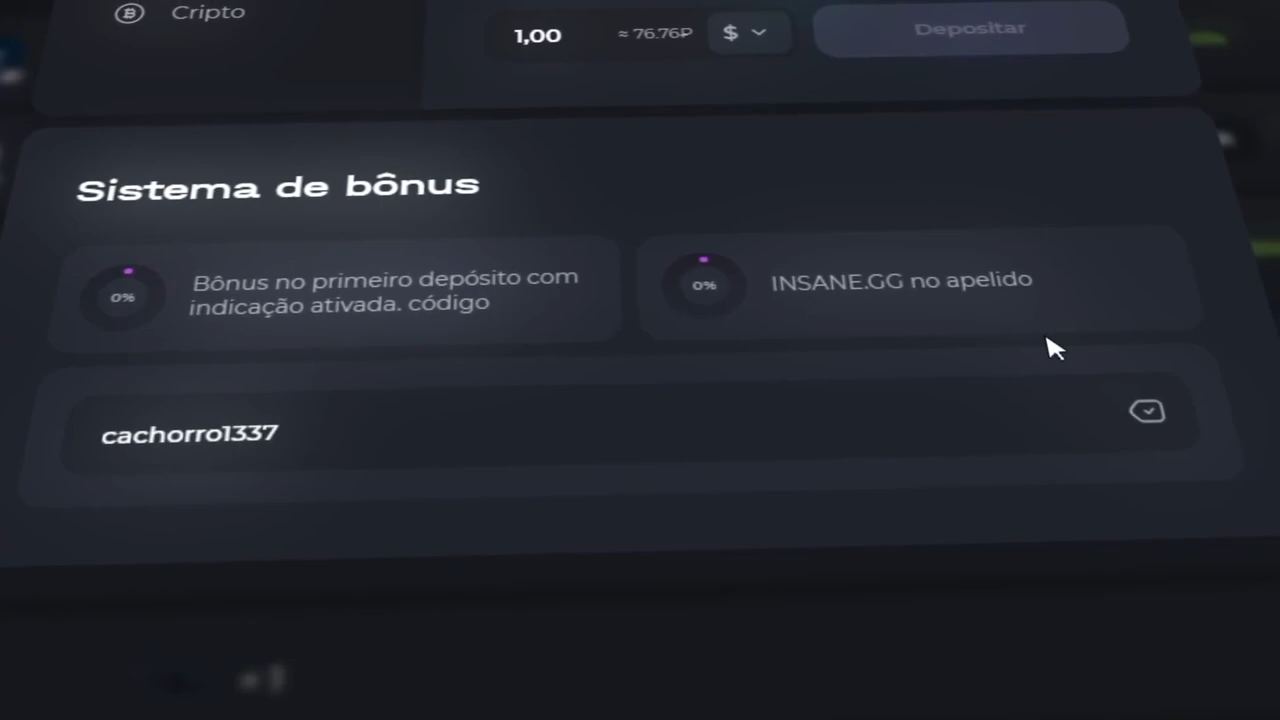 Cripto
1,00
≈ 76.76₽
$
Depositar
Sistema de bônus
0%
Bônus no primeiro depósito com
indicação ativada. código
0%
INSANE.GG no apelido
cachorro1337